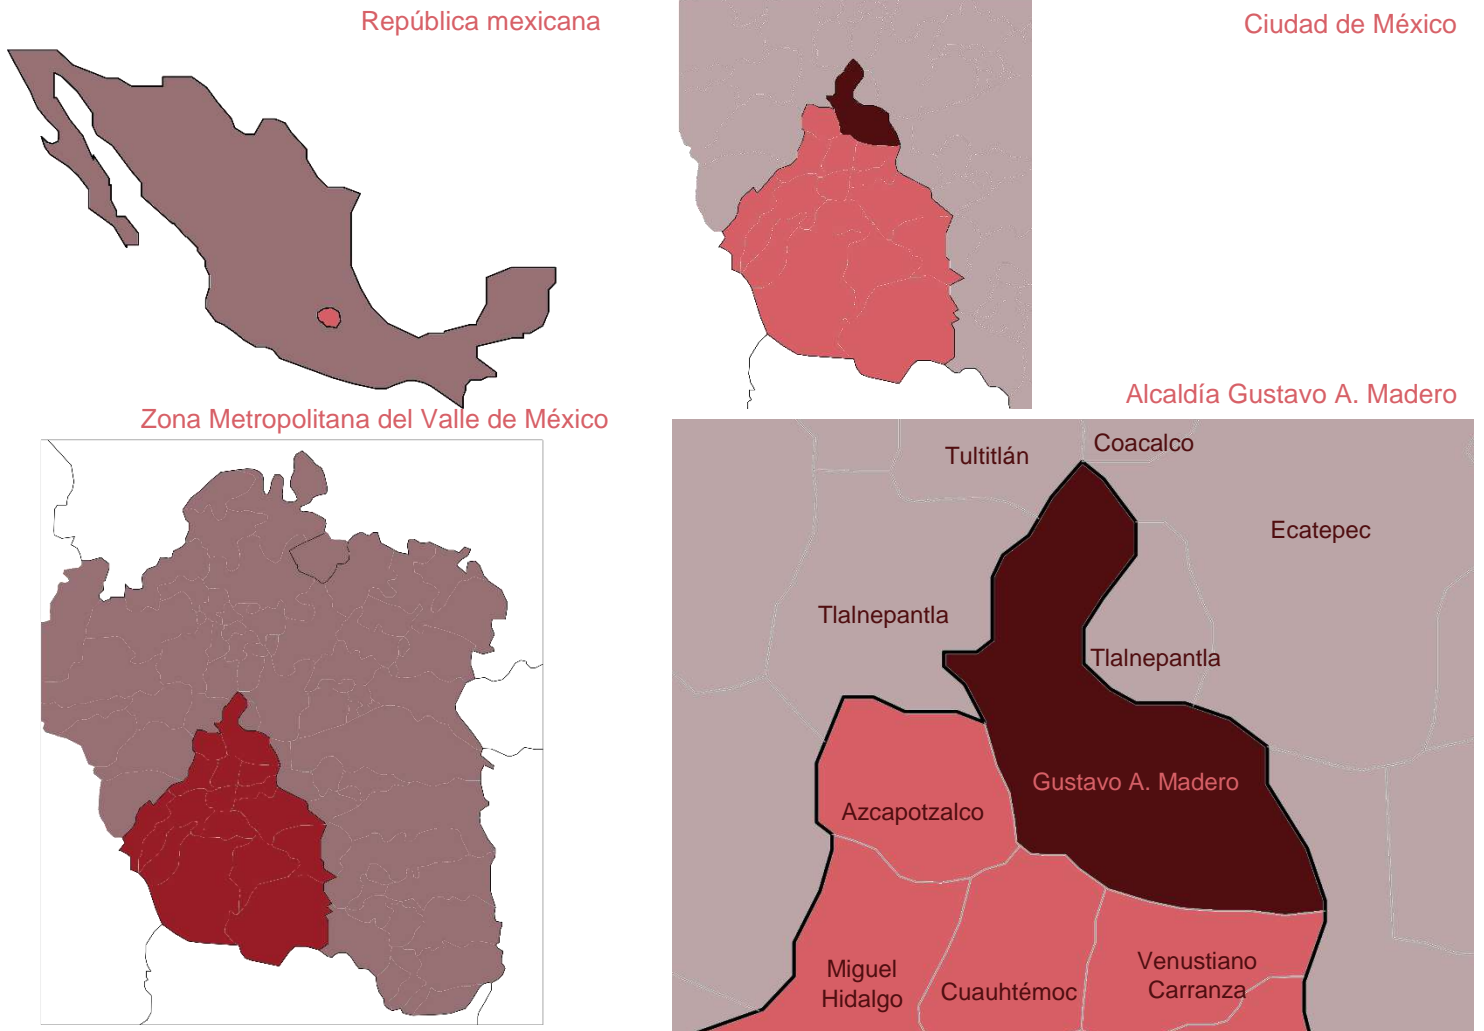 República mexicana
Ciudad de México
Zona Metropolitana del Valle de México
Alcaldía Gustavo A. Madero
Tultitlán
Coacalco
Ecatepec
Tlalnepantla
Tlalnepantla
Gustavo A. Madero
Azcapotzalco
Miguel
Hidalgo
Cuauhtémoc
Venustiano
Carranza